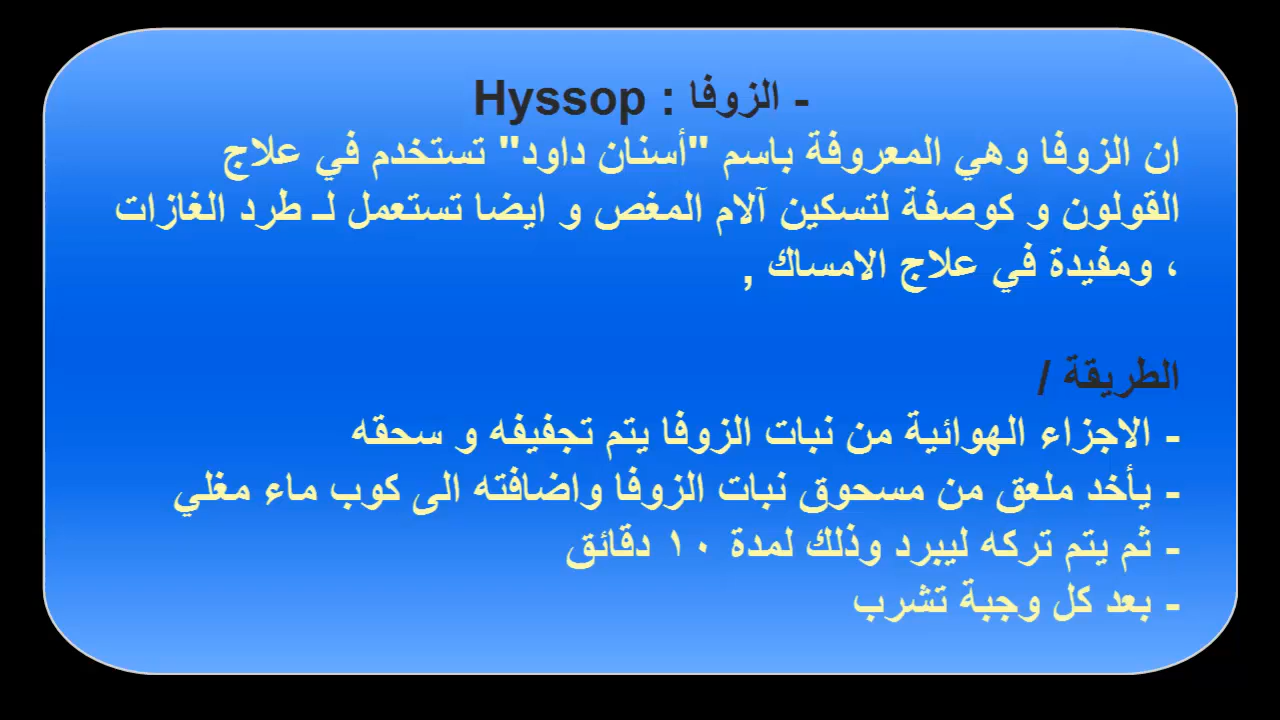 - الزوفا : Hyssop
ان الزوفا وهي المعروفة باسم "أسنان داود" تستخدم في علاج
القولون و كوصفة لتسكين آلام المغص و ايضا تستعمل لـ طرد الغازات
، ومفيدة في علاج الامساك ,
الطريقة /
- الاجزاء الهوائية من نبات الزوفا يتم تجفيفه و سحقه
- يأخد ملعق من مسحوق نبات الزوفا واضافته الى كوب ماء مغلي
- ثم يتم تركه ليبرد وذلك لمدة ١٠ دقائق
- بعد كل وجبة تشرب